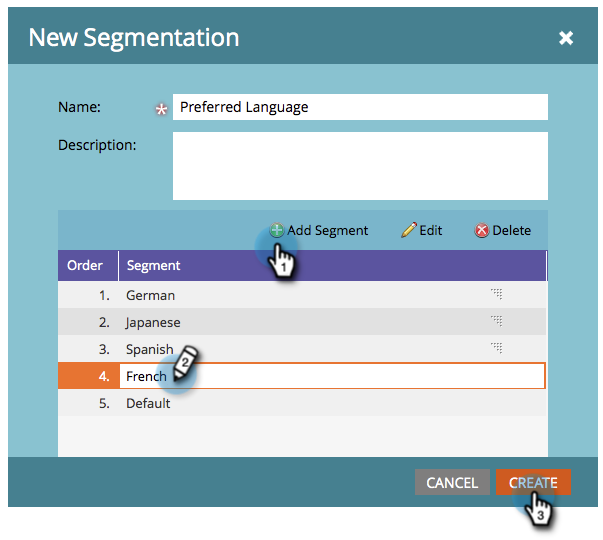 New Segmentation
Name: * Preferred Language
Description:
Add Segment Edit Delete
Order Segment
1. German
2. Japanese
3. Spanish
4. French
5. Default
CANCEL CREATE
1
2
3